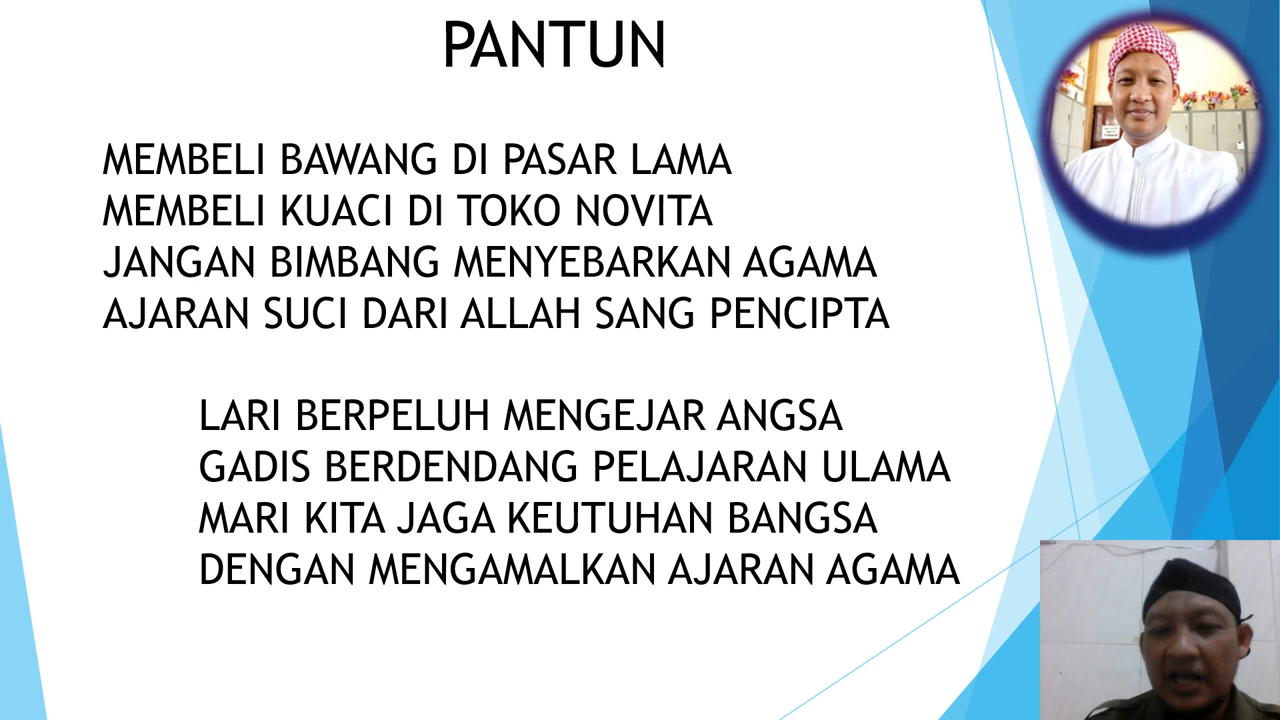 PANTUN
MEMBELI BAWANG DI PASAR LAMA
MEMBELI KUACI DI TOKO NOVITA
JANGAN BIMBANG MENYEBARKAN AGAMA
AJARAN SUCI DARI ALLAH SANG PENCIPTA
LARI BERPELUH MENGEJAR ANGSA
GADIS BERDENDANG PELAJARAN ULAMA
MARI KITA JAGA KEUTUHAN BANGSA
DENGAN MENGAMALKAN AJARAN AGAMA